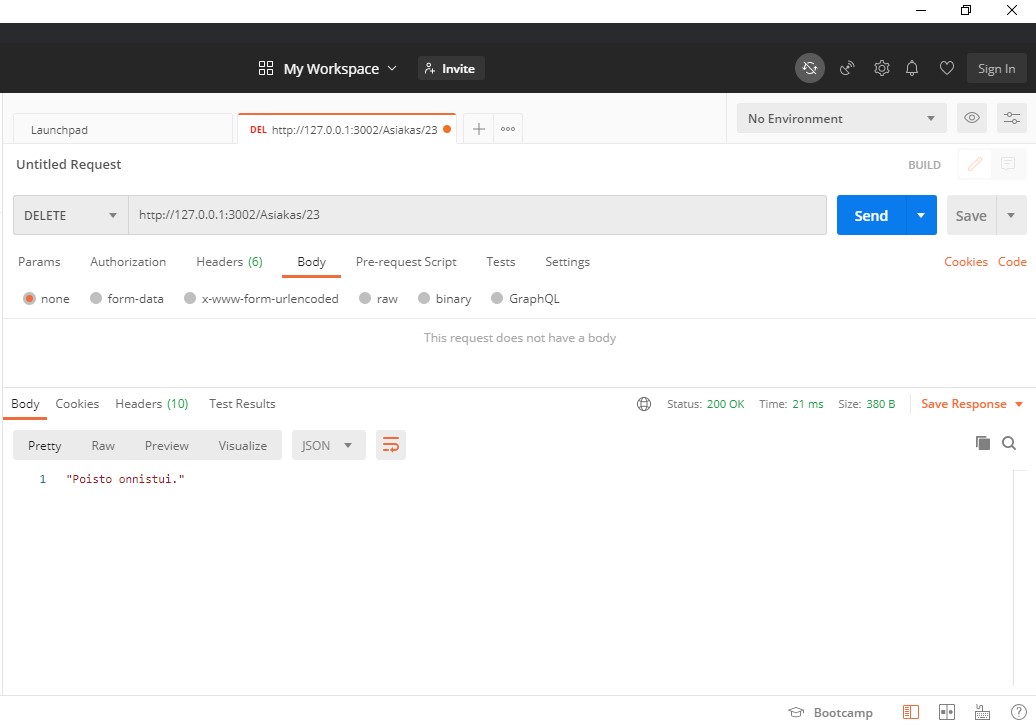 My Workspace Invite Sign In
Launchpad DEL http://127.0.0.1:3002/Asiakas/23 No Environment
Untitled Request BUILD
DELETE http://127.0.0.1:3002/Asiakas/23 Send Save
Params Authorization Headers (6) Body Pre-request Script Tests Settings Cookies Code
none form-data x-www-form-urlencoded raw binary GraphQL
This request does not have a body
Body Cookies Headers (10) Test Results Status: 200 OK Time: 21 ms Size: 380 B Save Response
Pretty Raw Preview Visualize JSON
1 "Poisto onnistui."
Bootcamp